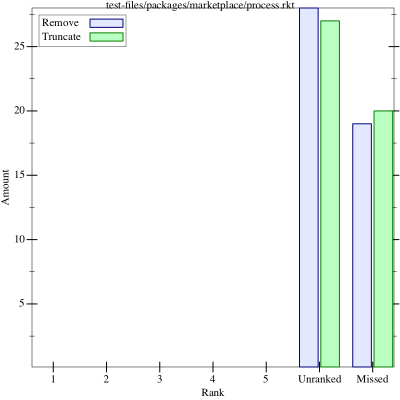 test-files/packages/marketplace/process.rkt
Remove
Truncate
25
20
15
10
5
Amount
1 2 3 4 5 Unranked Missed
Rank